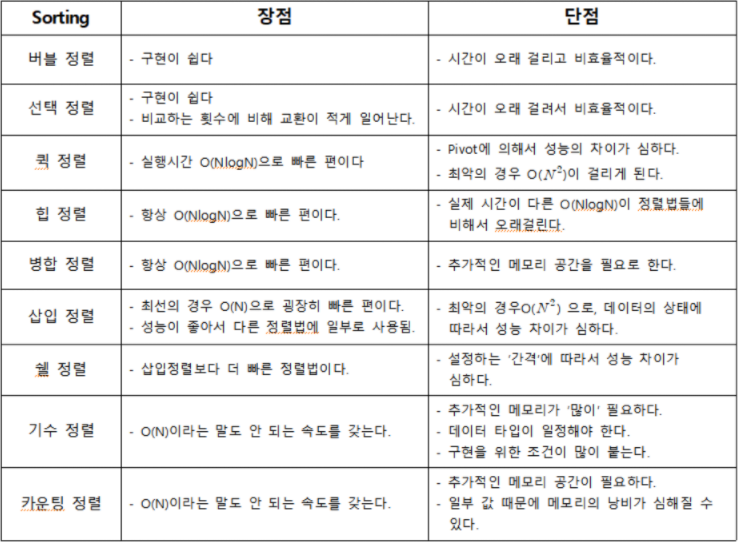 Sorting 장점 단점
버블 정렬
- 구현이 쉽다
- 시간이 오래 걸리고 비효율적이다.
선택 정렬
- 구현이 쉽다
- 비교하는 횟수에 비해 교환이 적게 일어난다.
- 시간이 오래 걸려서 비효율적이다.
퀵 정렬
- 실행시간 O(NlogN)으로 빠른 편이다
- Pivot에 의해서 성능의 차이가 심하다.
- 최악의 경우 O(N²)이 걸리게 된다.
힙 정렬
- 항상 O(NlogN)으로 빠른 편이다.
- 실제 시간이 다른 O(NlogN)이 정렬법들에
비해서 오래걸린다.
병합 정렬
- 항상 O(NlogN)으로 빠른 편이다.
- 추가적인 메모리 공간을 필요로 한다.
삽입 정렬
- 최선의 경우 O(N)으로 굉장히 빠른 편이다.
- 성능이 좋아서 다른 정렬법에 일부로 사용됨.
- 최악의 경우O(N²) 으로, 데이터의 상태에
따라서 성능 차이가 심하다.
쉘 정렬
- 삽입정렬보다 더 빠른 정렬법이다.
- 설정하는 '간격'에 따라서 성능 차이가
심하다.
기수 정렬
- O(N)이라는 말도 안 되는 속도를 갖는다.
- 추가적인 메모리가 '많이' 필요하다.
- 데이터 타입이 일정해야 한다.
- 구현을 위한 조건이 많이 붙는다.
카운팅 정렬
- O(N)이라는 말도 안 되는 속도를 갖는다.
- 추가적인 메모리 공간이 필요하다.
- 일부 값 때문에 메모리의 낭비가 심해질 수
있다.